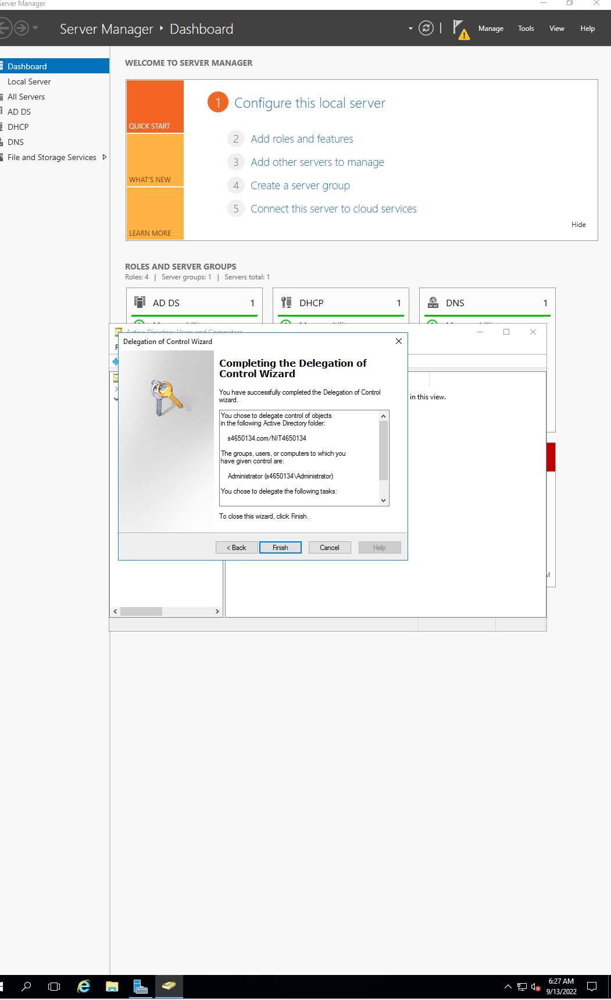 Server Manager
Server Manager
Dashboard
Manage
Tools
View
Help
Dashboard
Local Server
All Servers
AD DS
DHCP
DNS
File and Storage Services
WELCOME TO SERVER MANAGER
QUICK START
WHAT'S NEW
LEARN MORE
1 Configure this local server
2 Add roles and features
3 Add other servers to manage
4 Create a server group
5 Connect this server to cloud services
Hide
ROLES AND SERVER GROUPS
Roles: 4 | Server groups: 1 | Servers total: 1
AD DS 1
DHCP 1
DNS 1
Active Directory Users and Computers
Delegation of Control Wizard
Completing the Delegation of
Control Wizard
You have successfully completed the Delegation of Control
wizard.
in this view.
You chose to delegate control of objects
in the following Active Directory folder:
s4650134.com/NIT4650134
The groups, users, or computers to which you
have given control are:
Administrator (s4650134\Administrator)
You chose to delegate the following tasks:
To close this wizard, click Finish.
< Back
Finish
Cancel
Help
6:27 AM
9/13/2022